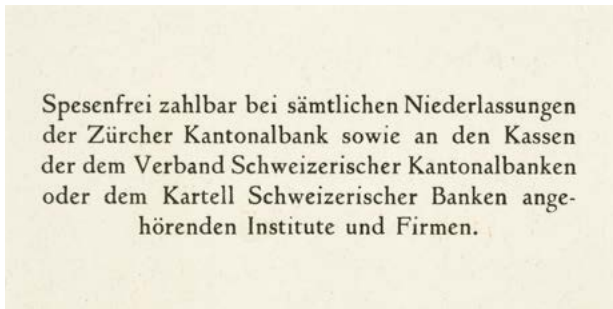 Spesenfrei zahlbar bei sämtlichen Niederlassungen
der Zürcher Kantonalbank sowie an den Kassen
der dem Verband Schweizerischer Kantonalbanken
oder dem Kartell Schweizerischer Banken ange-
hörenden Institute und Firmen.